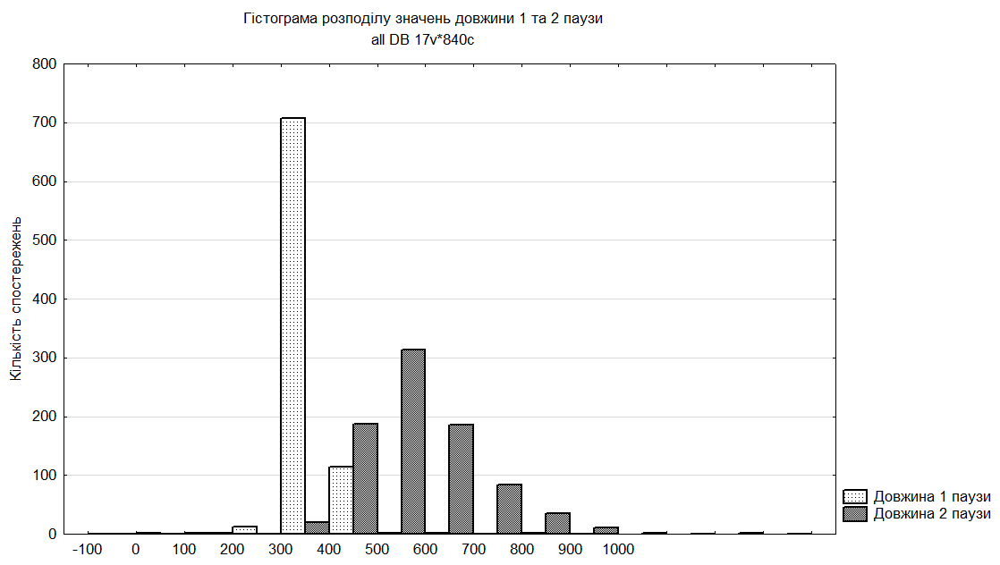 Гістограма розподілу значень довжини 1 та 2 паузи
all DB 17v*840c
Кількість спостережень
800
700
600
500
400
300
200
100
0
-100 0 100 200 300 400 500 600 700 800 900 1000
Довжина 1 паузи
Довжина 2 паузи